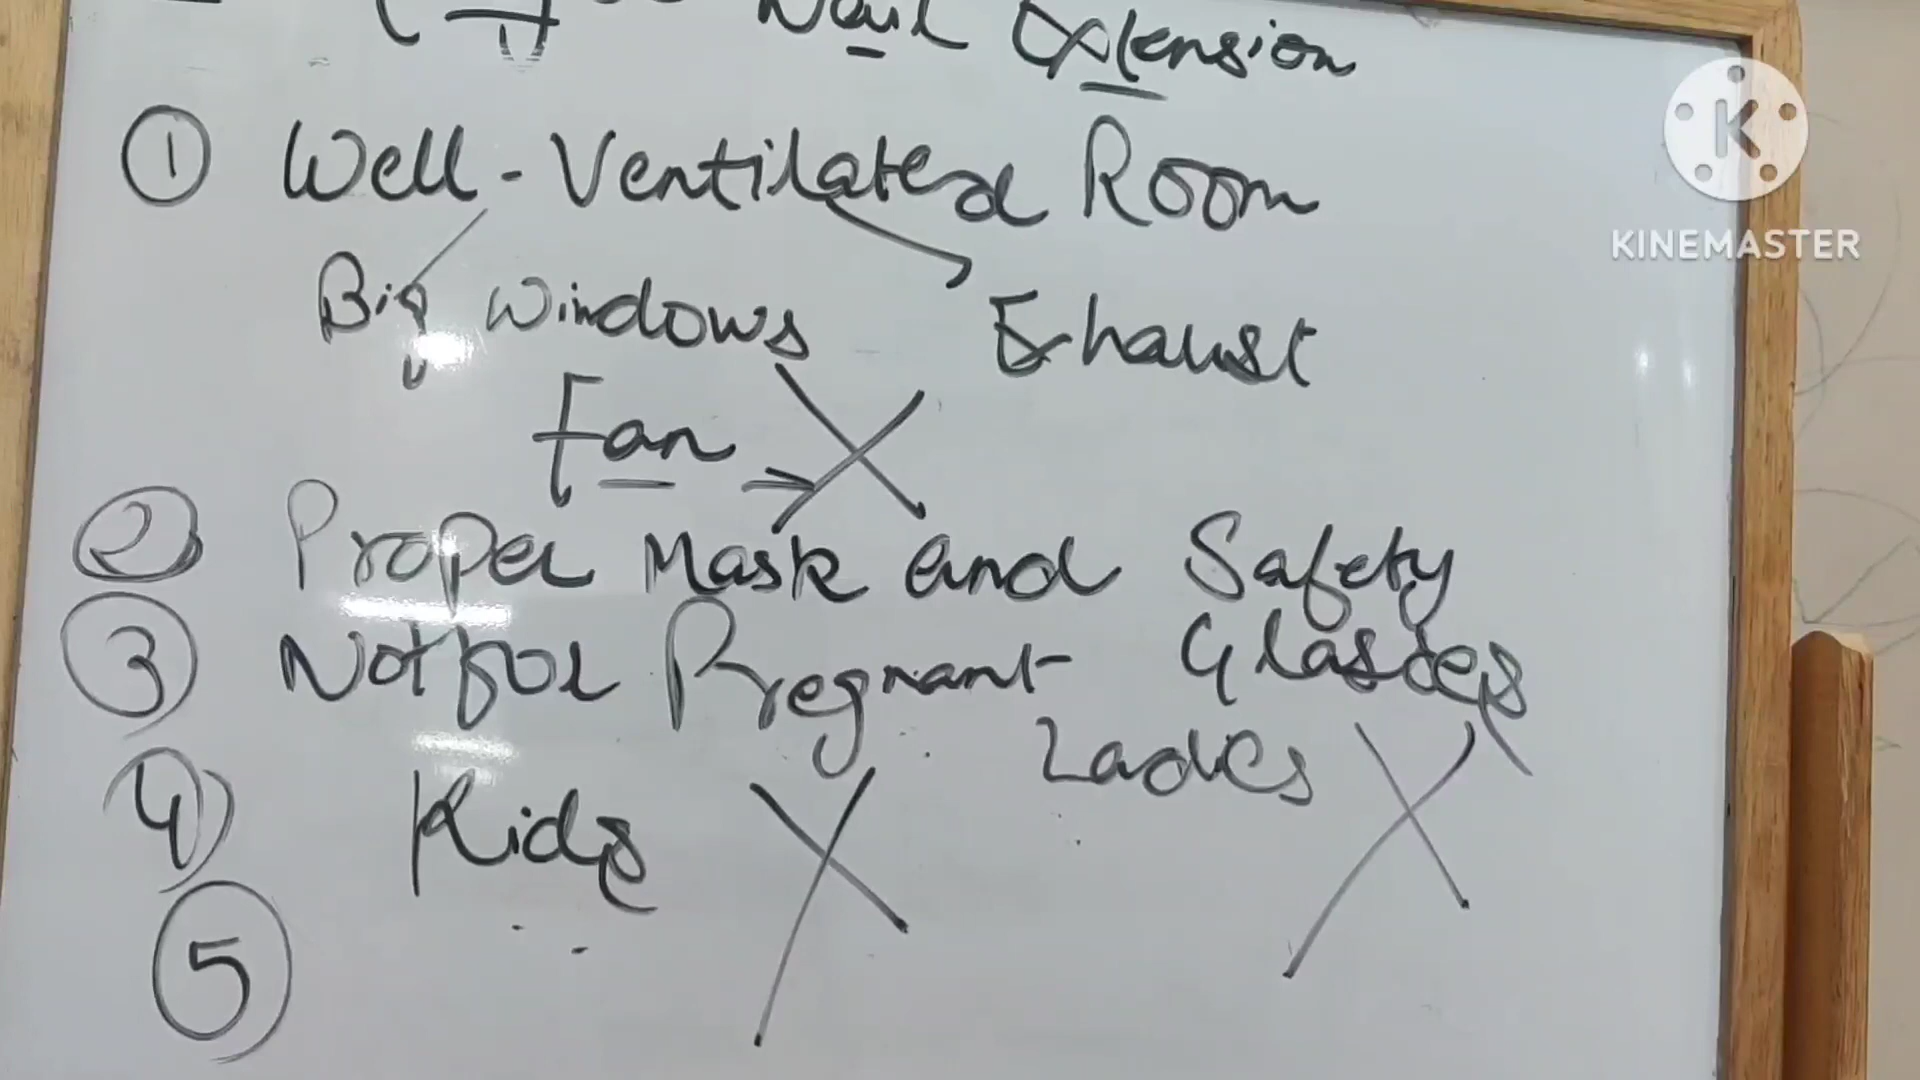 Nail Extension
① Well-Ventilated Room
Big Windows Exhaust
Fan → X
② Proper Mask and Safety Glasses
③ Not for Pregnant Ladies X
④ Kids X
⑤
K
KINEMASTER